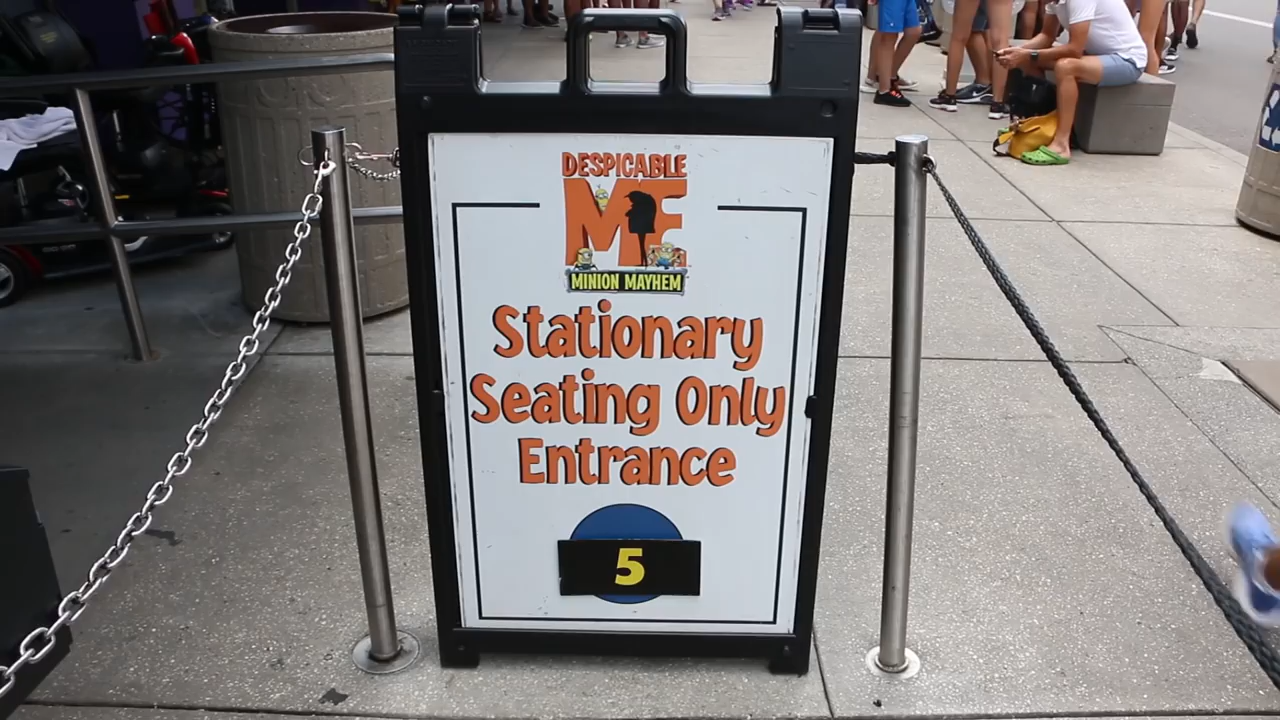 DESPICABLE
ME
MINION MAYHEM
Stationary
Seating Only
Entrance
5